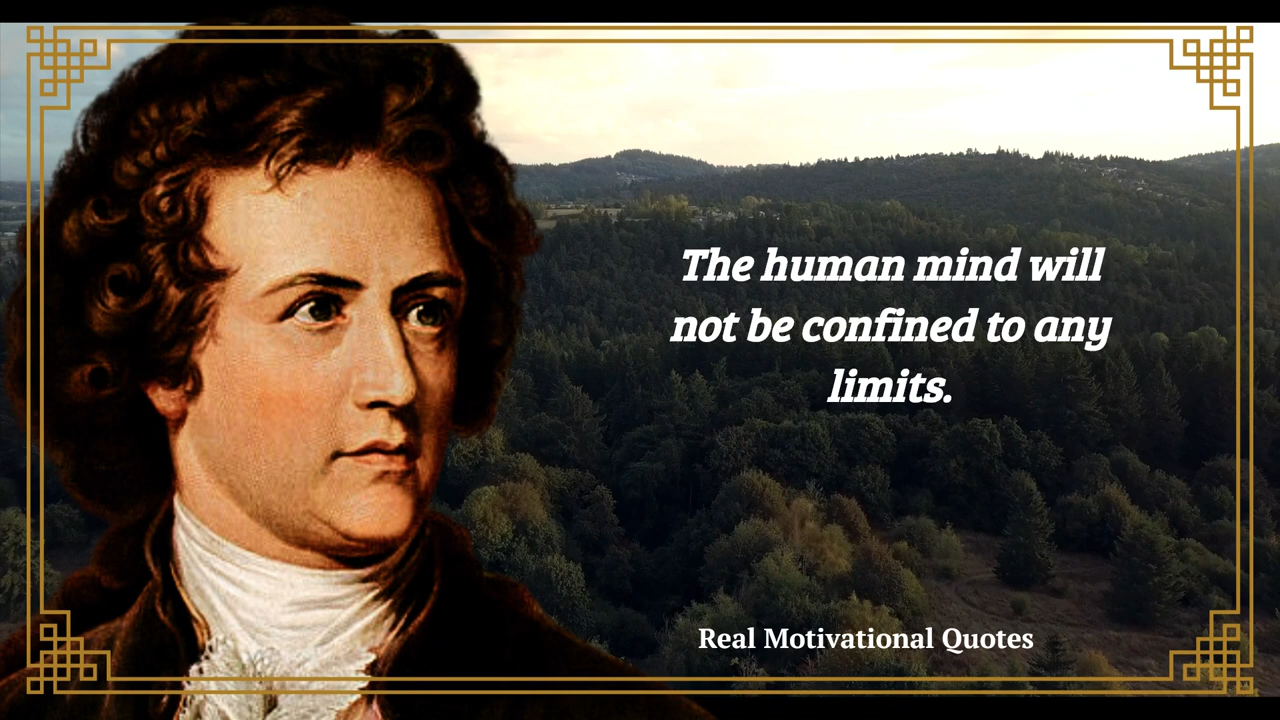 The human mind will
not be confined to any
limits.
Real Motivational Quotes